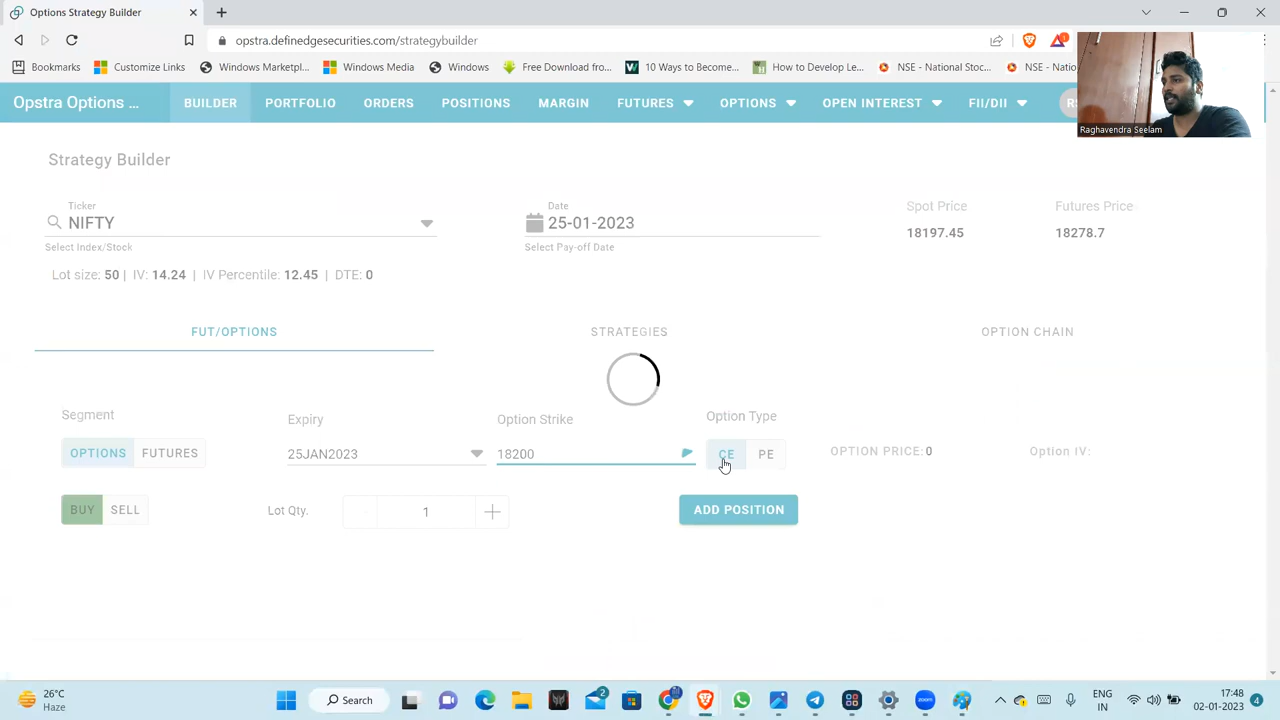 Options Trading Strategy Builder
opstra.definedgesecurities.com/strategybuilder
Bookmarks Customize Links Windows Marketpl... Windows Media Windows Free Download fro... 10 Ways to Become... How to Develop Le... NSE - National Stoc... NSE - Natio
Opstra Options ... BUILDER PORTFOLIO ORDERS POSITIONS MARGIN FUTURES OPTIONS OPEN INTEREST FII/DII
Raghavendra Seelam
Strategy Builder
Ticker
NIFTY
Select Index/Stock
Date
25-01-2023
Select Pay-off Date
Spot Price
18197.45
Futures Price
18278.7
Lot size: 50 | IV: 14.24 | IV Percentile: 12.45 | DTE: 0
FUT/OPTIONS STRATEGIES OPTION CHAIN
Segment
OPTIONS FUTURES
Expiry
25JAN2023
Option Strike
18200
Option Type
CE PE
OPTION PRICE: 0
Option IV:
BUY SELL
Lot Qty.
1
ADD POSITION
26°C
Haze
Search
2
zoom
ENG
IN
17:48
02-01-2023
4